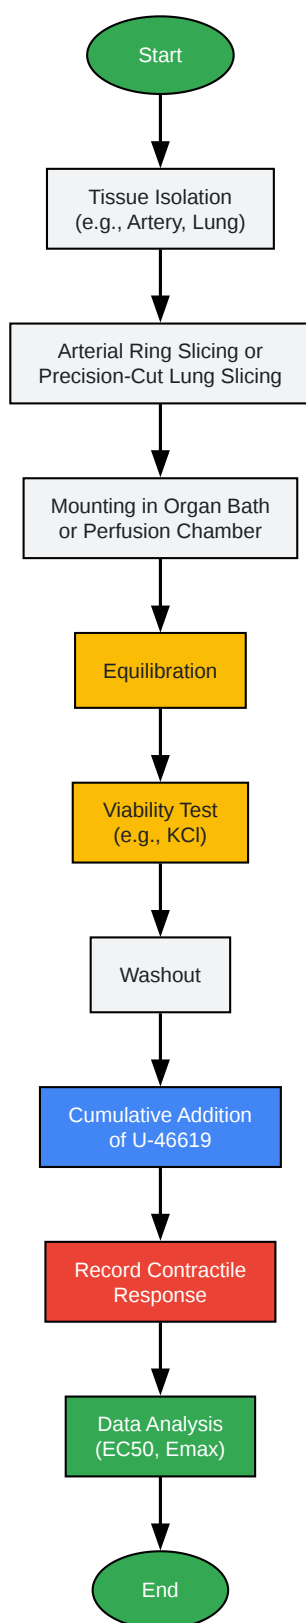 Start
Tissue Isolation
(e.g., Artery, Lung)
Arterial Ring Slicing or
Precision-Cut Lung Slicing
Mounting in Organ Bath
or Perfusion Chamber
Equilibration
Viability Test
(e.g., KCl)
Washout
Cumulative Addition
of U-46619
Record Contractile
Response
Data Analysis
(EC50, Emax)
End